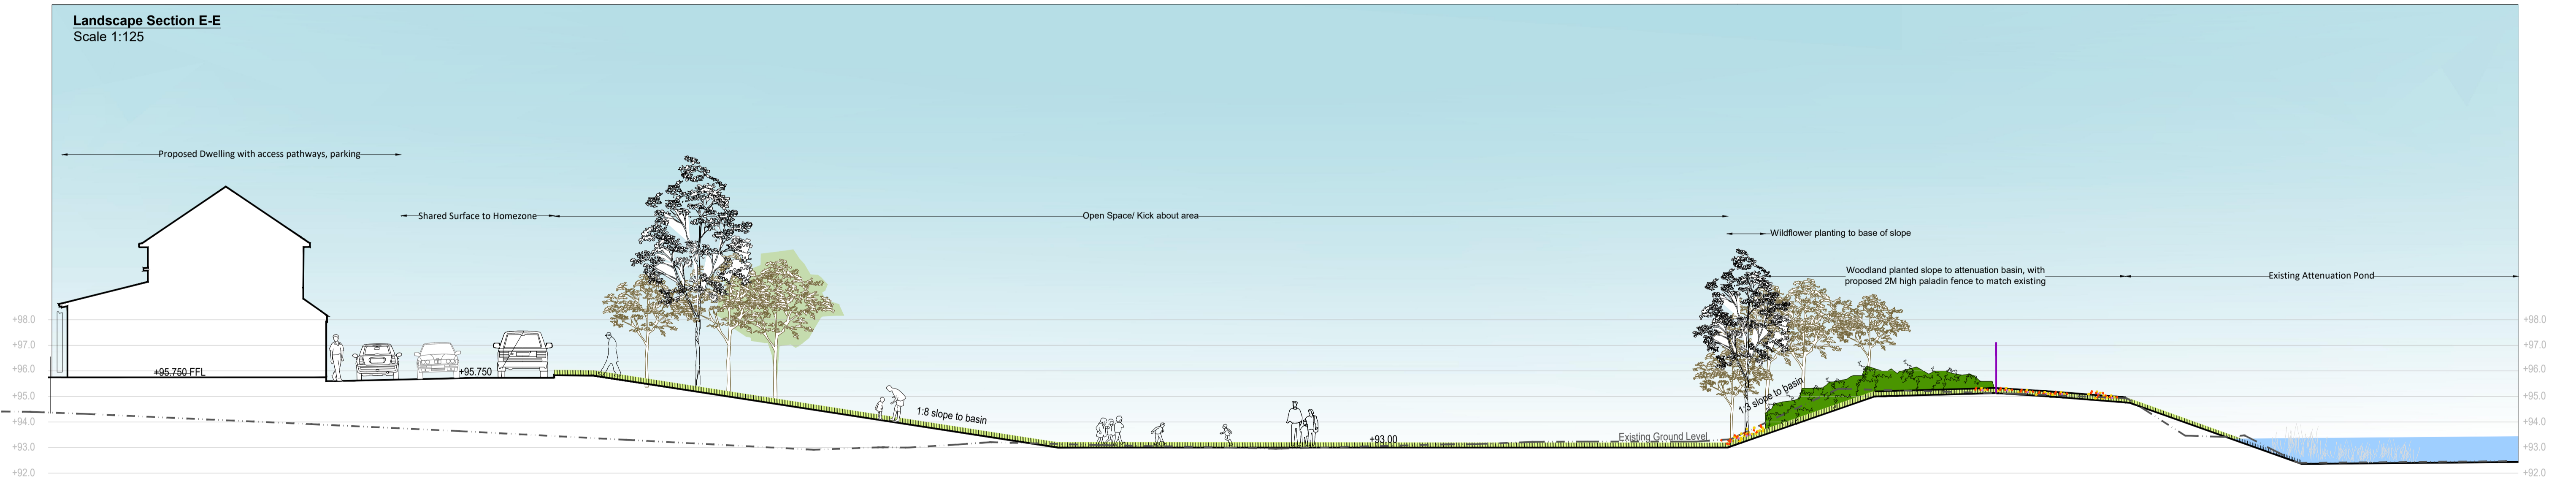 Landscape Section E-E
Scale 1:125
Proposed Dwelling with access pathways, parking
Shared Surface to Homezone
Open Space/ Kick about area
Wildflower planting to base of slope
Woodland planted slope to attenuation basin, with
proposed 2M high paladin fence to match existing
Existing Attenuation Pond
+98.0
+97.0
+96.0
+95.0
+94.0
+93.0
+92.0
+95.750 FFL
+95.750
1:8 slope to basin
+93.00
Existing Ground Level
1:3 slope to basin
+98.0
+97.0
+96.0
+95.0
+94.0
+93.0
+92.0